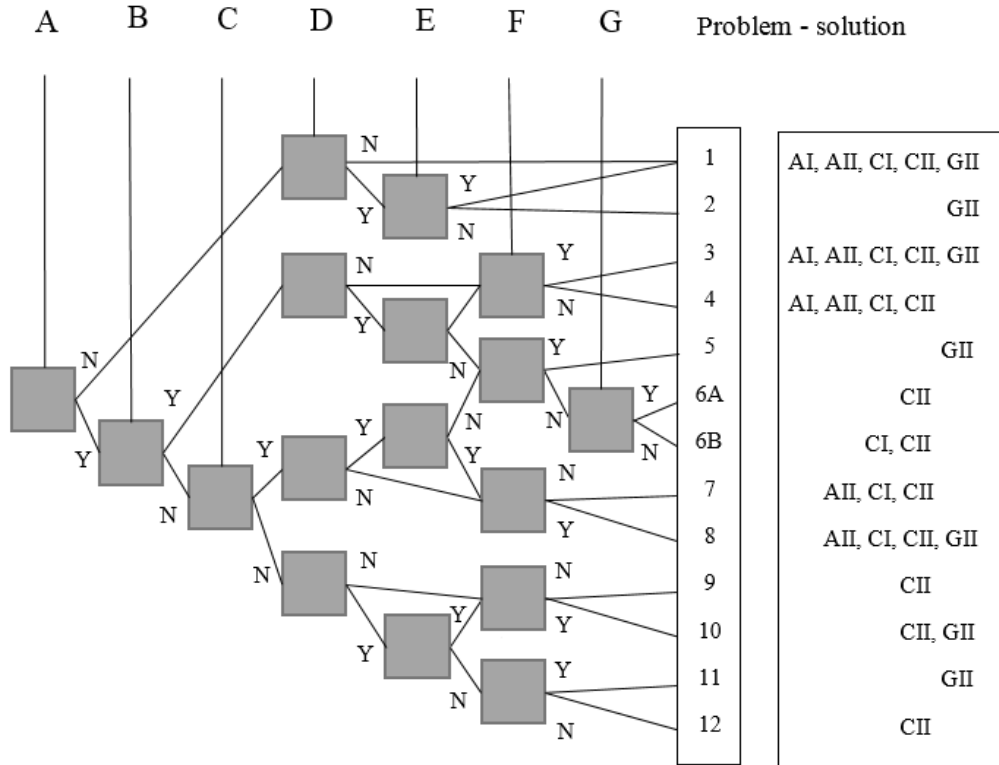 A B C D E F G Problem - solution
N
1 AI, AII, CI, CII, GII
Y
Y
2 GII
N
Y
3 AI, AII, CI, CII, GII
N
4 AI, AII, CI, CII
N
Y
Y
5 GII
N
N
Y
6A CII
Y
N
Y
N
6B CI, CII
N
Y
Y
Y
N
7 AII, CI, CII
N
N
Y
8 AII, CI, CII, GII
N
N
N
9 CII
Y
Y
10 CII, GII
Y
Y
11 GII
N
N
12 CII